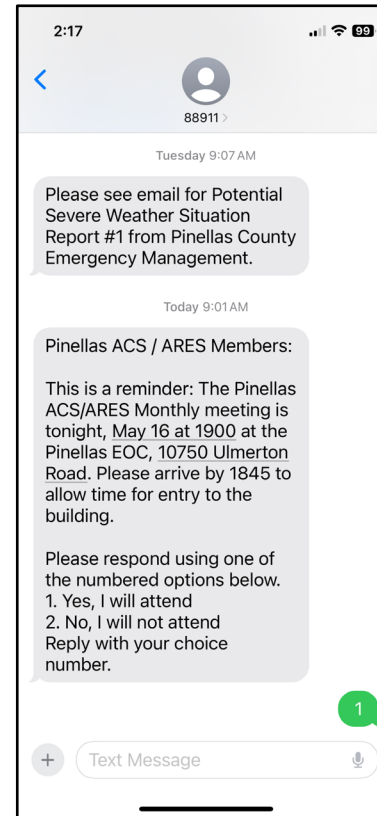 2:17
99
88911 >
Tuesday 9:07 AM
Please see email for Potential
Severe Weather Situation
Report #1 from Pinellas County
Emergency Management.
Today 9:01 AM
Pinellas ACS / ARES Members:
This is a reminder: The Pinellas
ACS/ARES Monthly meeting is
tonight, May 16 at 1900 at the
Pinellas EOC, 10750 Ulmerton
Road. Please arrive by 1845 to
allow time for entry to the
building.
Please respond using one of
the numbered options below.
1. Yes, I will attend
2. No, I will not attend
Reply with your choice
number.
1
Text Message